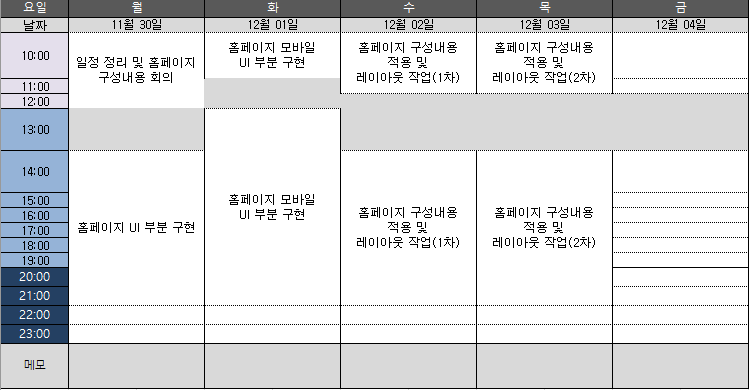 요일 월 화 수 목 금
날짜 11월 30일 12월 01일 12월 02일 12월 03일 12월 04일
10:00
일정 정리 및 홈페이지
구성내용 회의
홈페이지 모바일
UI 부분 구현
홈페이지 구성내용
적용 및
레이아웃 작업(1차)
홈페이지 구성내용
적용 및
레이아웃 작업(2차)
11:00
12:00
13:00
14:00
15:00
16:00
17:00
18:00
19:00
20:00
21:00
홈페이지 UI 부분 구현
홈페이지 모바일
UI 부분 구현
홈페이지 구성내용
적용 및
레이아웃 작업(1차)
홈페이지 구성내용
적용 및
레이아웃 작업(2차)
22:00
23:00
메모